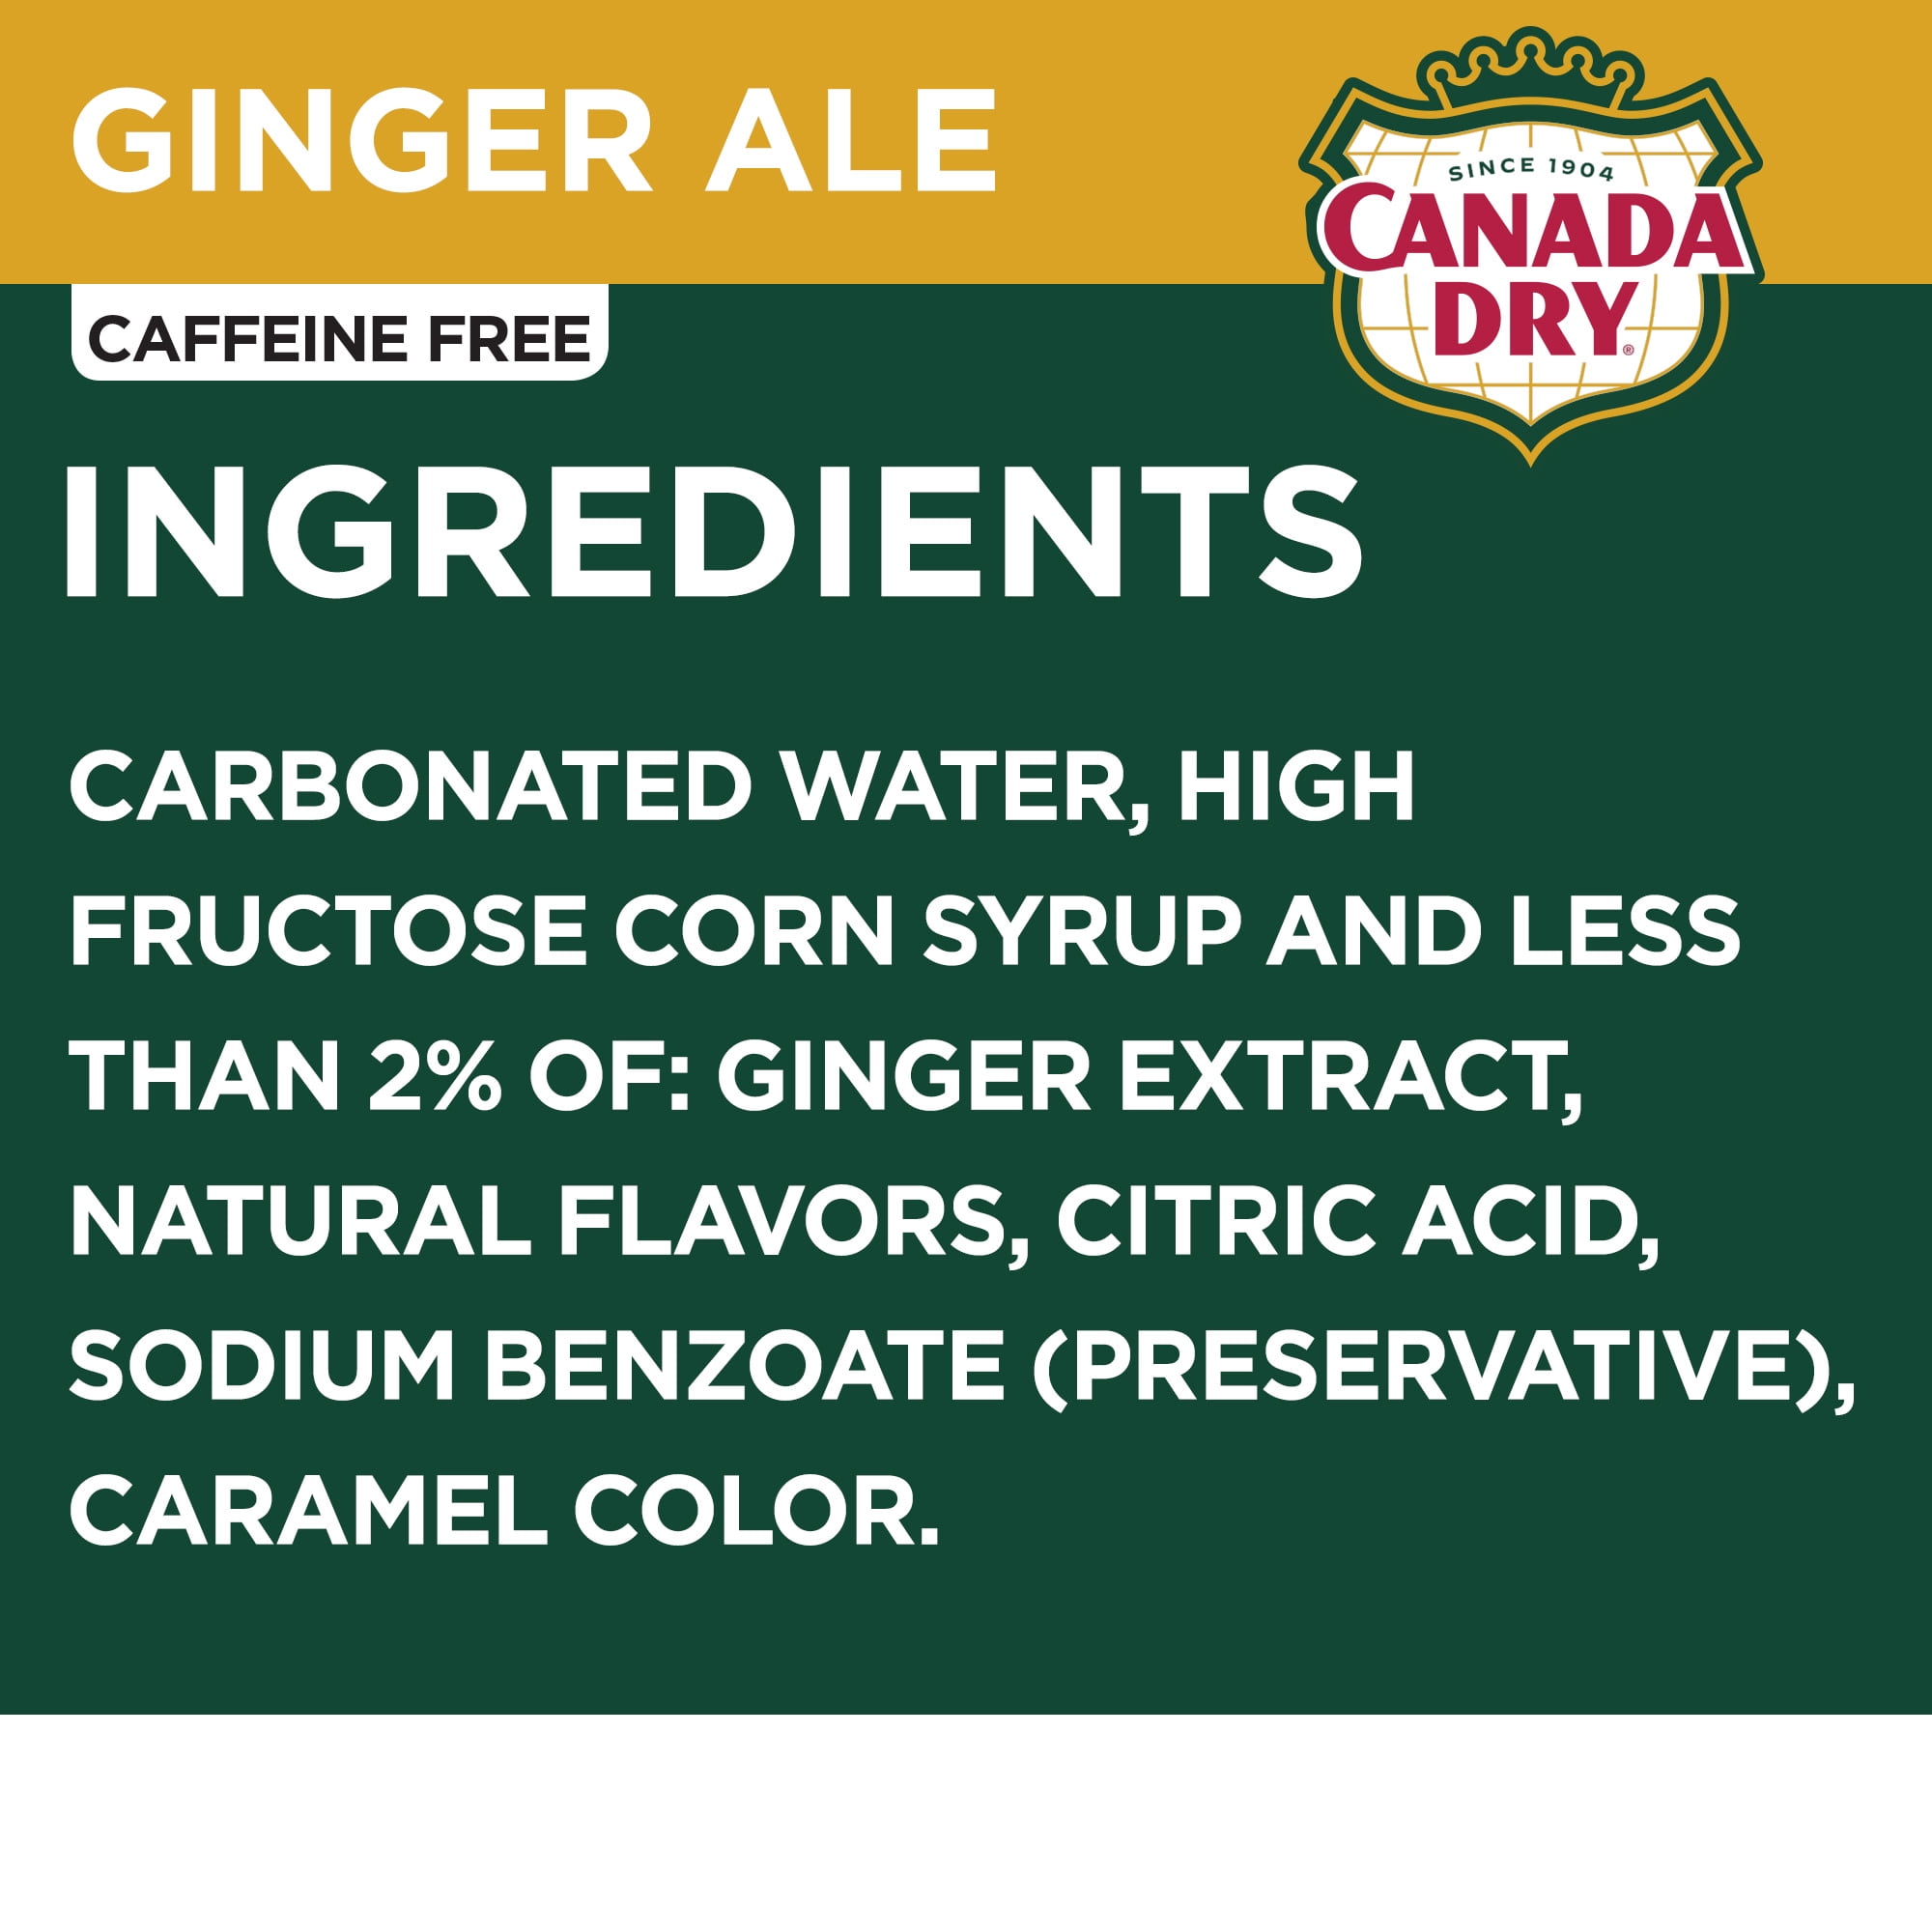 GINGER ALE
SINCE 1904
CANADA
DRY®
CAFFEINE FREE
INGREDIENTS
CARBONATED WATER, HIGH
FRUCTOSE CORN SYRUP AND LESS
THAN 2% OF: GINGER EXTRACT,
NATURAL FLAVORS, CITRIC ACID,
SODIUM BENZOATE (PRESERVATIVE),
CARAMEL COLOR.